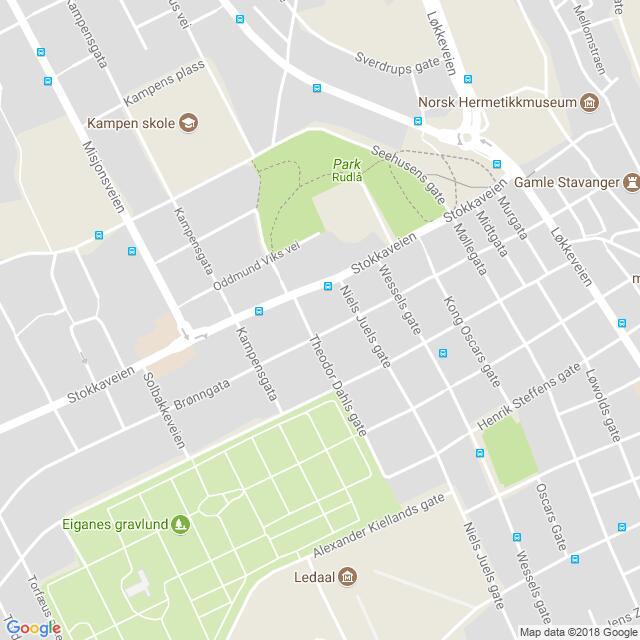 Kampensgata
vei
Løkkeveien
Mellomstraen
Sverdrups gate
Kampens plass
Norsk Hermetikkmuseum
Kampen skole
Misjonsveien
Park
Rudlå
Seehusens gate
Gamle Stavanger
Stokkaveien
Murgata
Midtgata
Møllegata
Løkkeveien
Kampensgata
Oddmund Viks vei
Stokkaveien
Wessels gate
Niels Juels gate
Kong Oscars gate
Theodor Dahls gate
Kampensgata
Stokkaveien
Solbakkeveien
Brønngata
Henrik Steffens gate
Løwolds gate
Eiganes gravlund
Alexander Kiellands gate
Oscars Gate
Niels Juels gate
Wessels gate
Ledaal
Google
Map data ©2018 Google